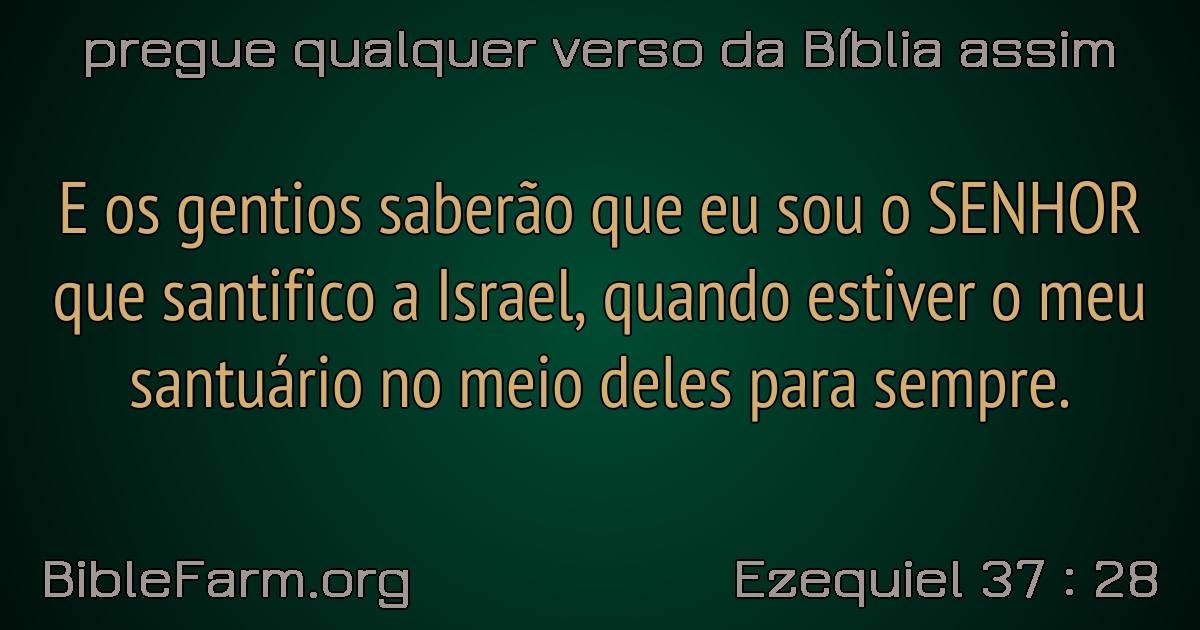 pregue qualquer verso da Bíblia assim
E os gentios saberão que eu sou o SENHOR
que santifico a Israel, quando estiver o meu
santuário no meio deles para sempre.
BibleFarm.org
Ezequiel 37 : 28